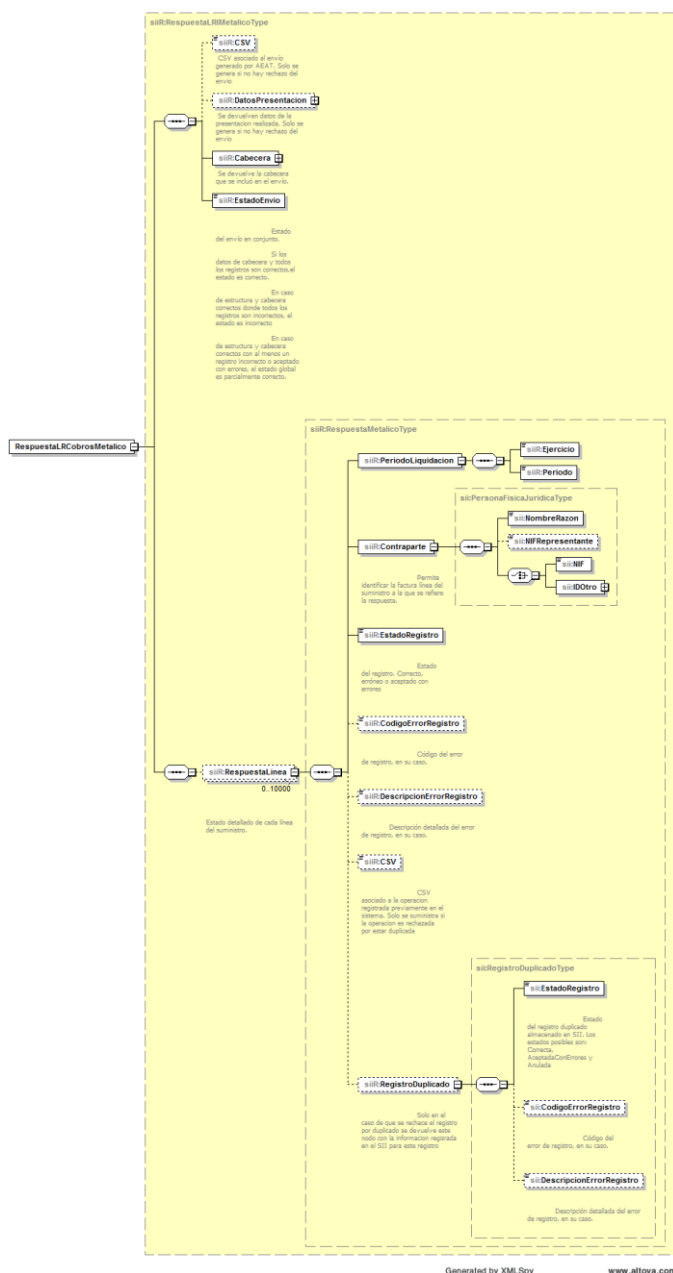 siiR:RespuestaLRIMetalicoType
siiR:CSV
CSV asociado al envío
generado por AEAT. Solo se
genera si no hay rechazo del
envío
siiR:DatosPresentacion
Se devuelven datos de la
presentacion realizada. Solo se
genera si no hay rechazo del
envío
siiR:Cabecera
Se devuelve la cabecera
que se incluó en el envío.
siiR:EstadoEnvio
Estado
del envío en conjunto.
Si los
datos de cabecera y todos
los registros son correctos,el
estado es correcto.
En caso
de estructura y cabecera
correctos donde todos los
registros son incorrectos, el
estado es incorrecto
En caso
de estructura y cabecera
correctos con al menos un
registro incorrecto o aceptado
con errores, el estado global
es parcialmente correcto.
RespuestaLRCobrosMetalico
siiR:RespuestaMetalicoType
siiR:PeriodoLiquidacion
siiR:Ejercicio
siiR:Periodo
sii:PersonaFisicaJuridicaType
siiR:Contraparte
sii:NombreRazon
sii:NIFRepresentante
sii:NIF
sii:IDOtro
Permite
identificar la factura línea del
suministro a la que se refiere
la respuesta.
siiR:EstadoRegistro
Estado
del registro. Correcto,
erróneo o aceptado con
errores
siiR:CodigoErrorRegistro
Código del error
de registro, en su caso.
siiR:RespuestaLinea
0..10000
Estado detallado de cada línea
del suministro.
siiR:DescripcionErrorRegistro
Descripción detallada del error
de registro, en su caso.
siiR:CSV
CSV
asociado a la operacion
registrada previamente en el
sistema. Solo se suministra si
la operacion es rechazada
por estar duplicada
sii:RegistroDuplicadoType
sii:EstadoRegistro
Estado
del registro duplicado
almacenado en SII. Los
estados posibles son:
Correcta,
AceptadaConErrores y
Anulada
siiR:RegistroDuplicado
Solo en el
caso de que se rechace el registro
por duplicado se devuelve este
nodo con la informacion registrada
en el SII para este registro
sii:CodigoErrorRegistro
Código del
error de registro, en su caso.
sii:DescripcionErrorRegistro
Descripción detallada del error
de registro, en su caso.
Generated by XMLSpy
www.altova.com